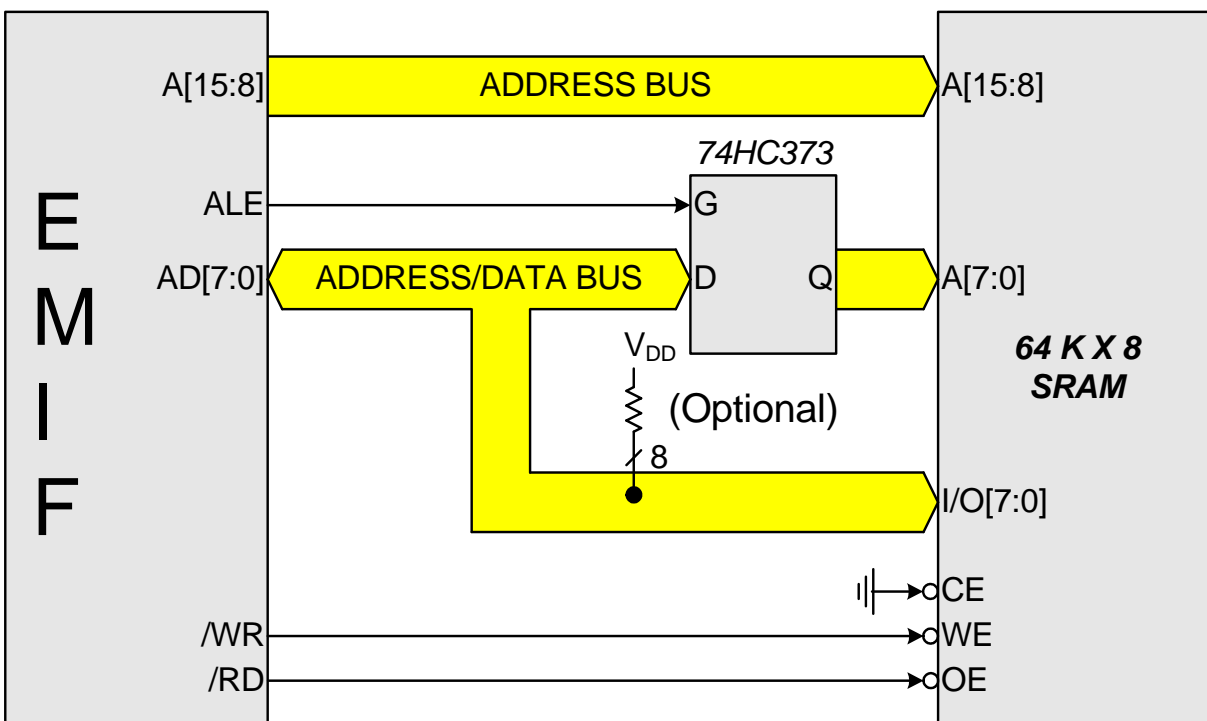 A[15:8]
ADDRESS BUS
A[15:8]
74HC373
ALE
G
AD[7:0]
ADDRESS/DATA BUS
D
Q
A[7:0]
E
M
I
F
VDD
(Optional)
8
64 K X 8
SRAM
I/O[7:0]
CE
/WR
WE
/RD
OE